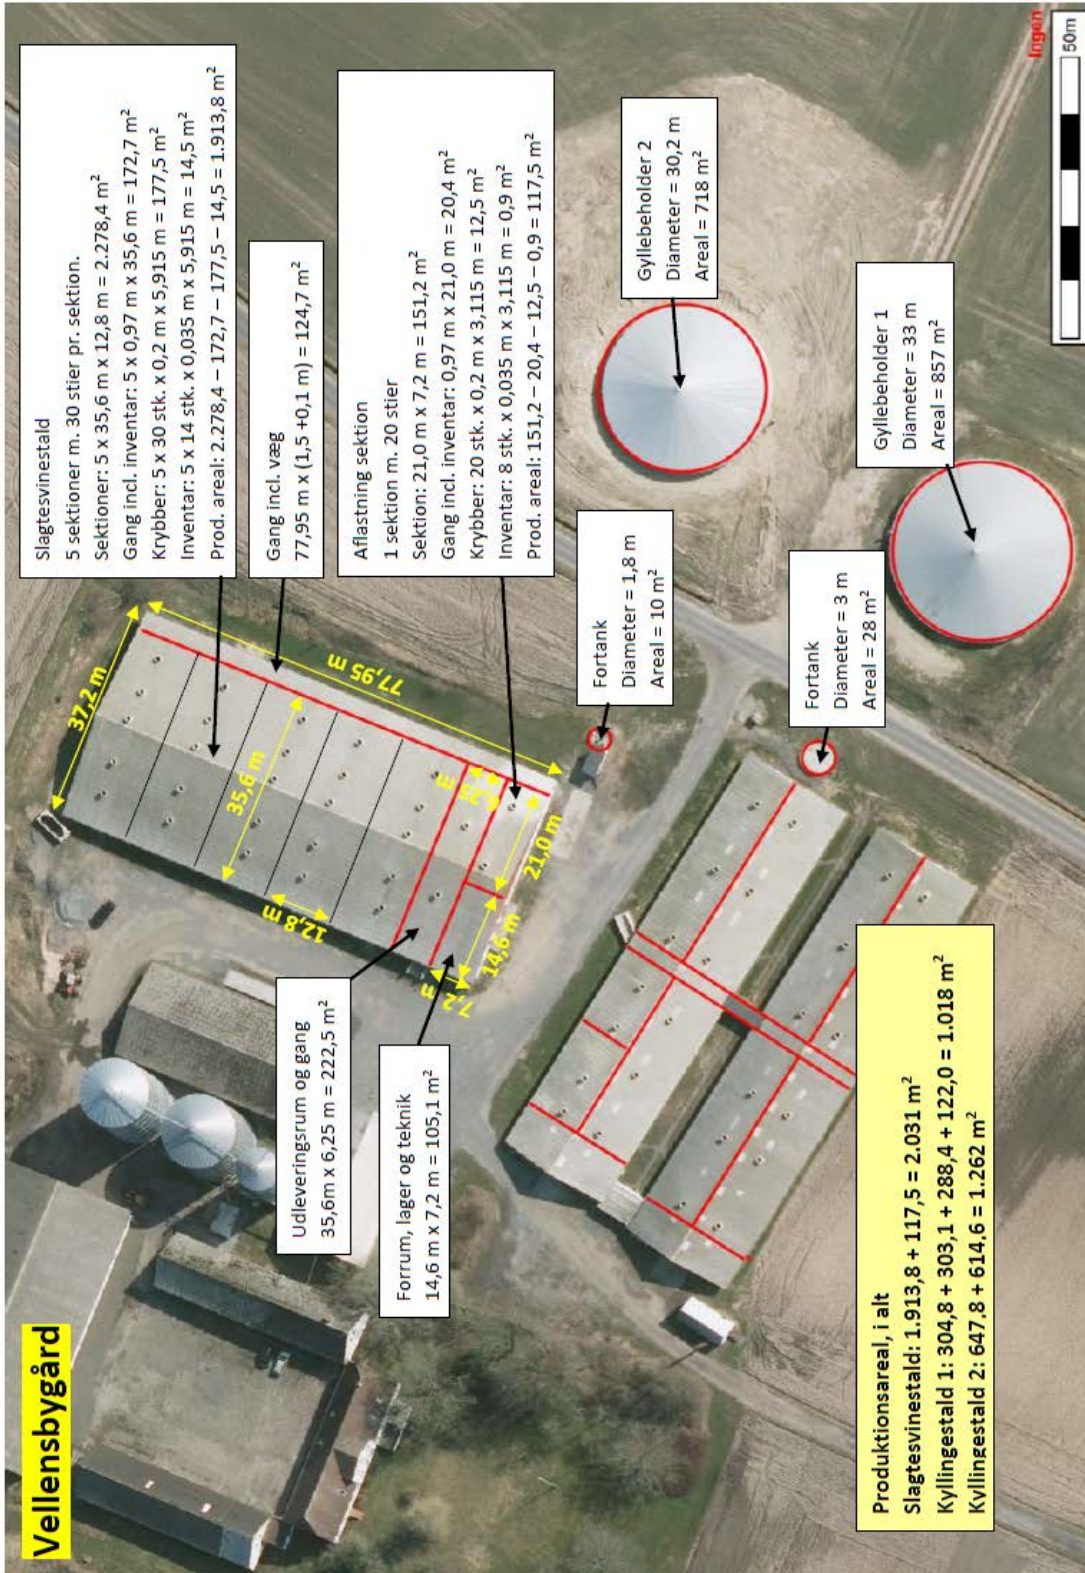 Vellensbygård
Slagtesvinestald
5 sektioner m. 30 stier pr. sektion.
Sektioner: 5 x 35,6 m x 12,8 m = 2.278,4 m²
Gang incl. inventar: 5 x 0,97 m x 35,6 m = 172,7 m²
Krybber: 5 x 30 stk. x 0,2 m x 5,915 m = 177,5 m²
Inventar: 5 x 14 stk. x 0,035 m x 5,915 m = 14,5 m²
Prod. areal: 2.278,4 – 172,7 – 177,5 – 14,5 = 1.913,8 m²
Gang incl. væg
77,95 m x (1,5 +0,1 m) = 124,7 m²
Aflastning sektion
1 sektion m. 20 stier
Sektion: 21,0 m x 7,2 m = 151,2 m²
Gang incl. inventar: 0,97 m x 21,0 m = 20,4 m²
Krybber: 20 stk. x 0,2 m x 3,115 m = 12,5 m²
Inventar: 8 stk. x 0,035 m x 3,115 m = 0,9 m²
Prod. areal: 151,2 – 20,4 – 12,5 – 0,9 = 117,5 m²
37,2 m
77,95 m
35,6 m
12,8 m
6,25 m
21,0 m
14,6 m
7,2 m
Udleveringsrum og gang
35,6m x 6,25 m = 222,5 m²
Forrum, lager og teknik
14,6 m x 7,2 m = 105,1 m²
Fortank
Diameter = 1,8 m
Areal = 10 m²
Gyllebeholder 2
Diameter = 30,2 m
Areal = 718 m²
Fortank
Diameter = 3 m
Areal = 28 m²
Gyllebeholder 1
Diameter = 33 m
Areal = 857 m²
Produktionsareal, i alt
Slagtesvinestald: 1.913,8 + 117,5 = 2.031 m²
Kyllingestald 1: 304,8 + 303,1 + 288,4 + 122,0 = 1.018 m²
Kyllingestald 2: 647,8 + 614,6 = 1.262 m²
Ingen
50m